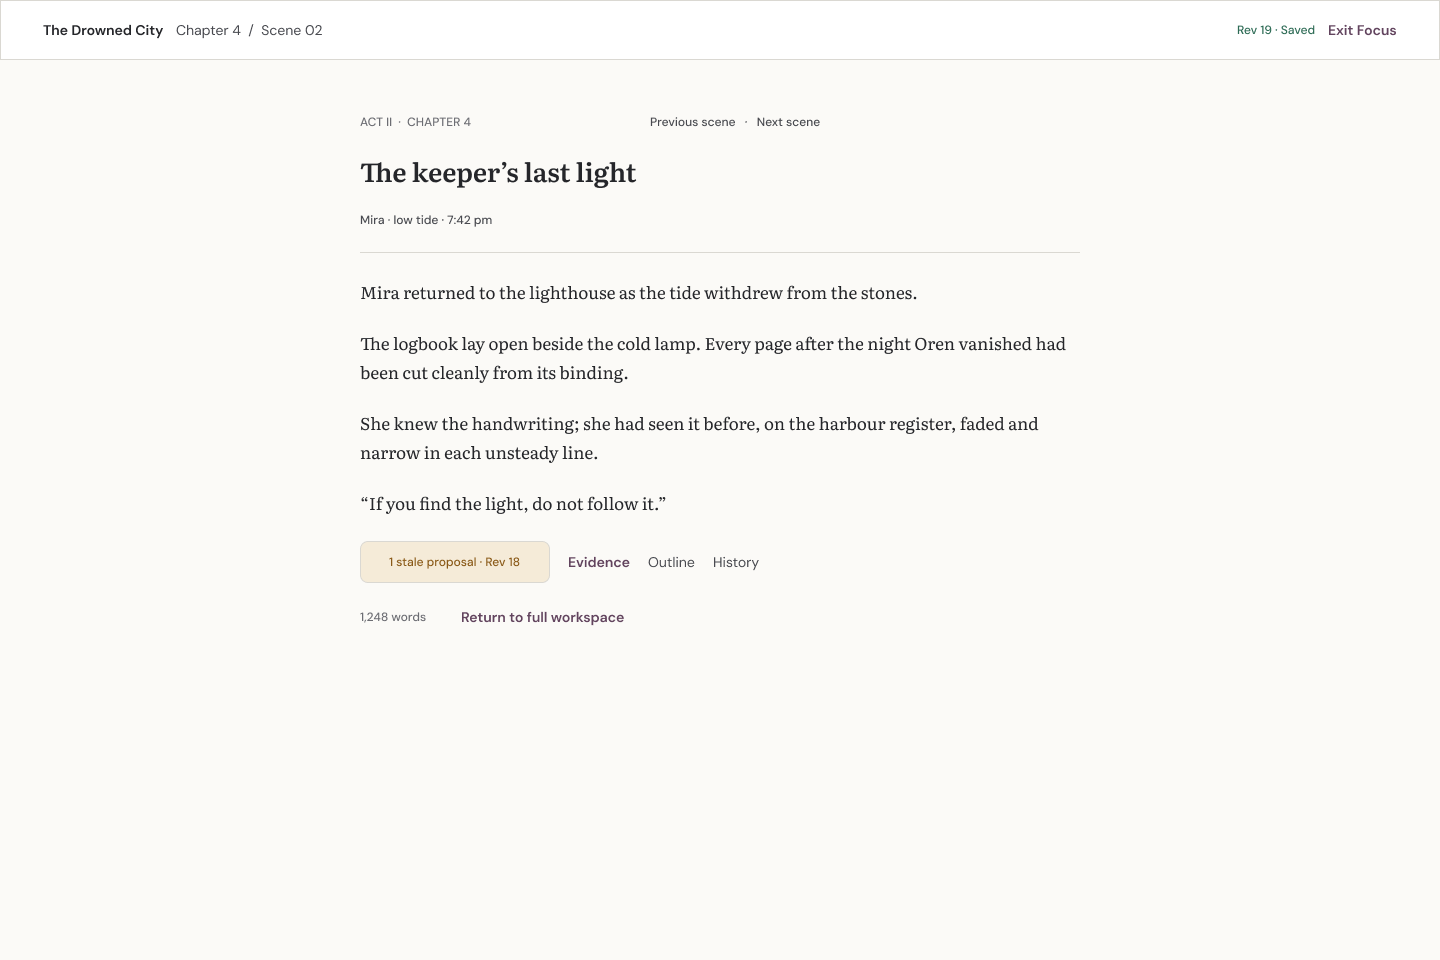 The Drowned City Chapter 4 / Scene 02 Rev 19 · Saved Exit Focus
ACT II · CHAPTER 4 Previous scene · Next scene
The keeper’s last light
Mira · low tide · 7:42 pm
Mira returned to the lighthouse as the tide withdrew from the stones.
The logbook lay open beside the cold lamp. Every page after the night Oren vanished had
been cut cleanly from its binding.
She knew the handwriting; she had seen it before, on the harbour register, faded and
narrow in each unsteady line.
“If you find the light, do not follow it.”
1 stale proposal · Rev 18 Evidence Outline History
1,248 words Return to full workspace